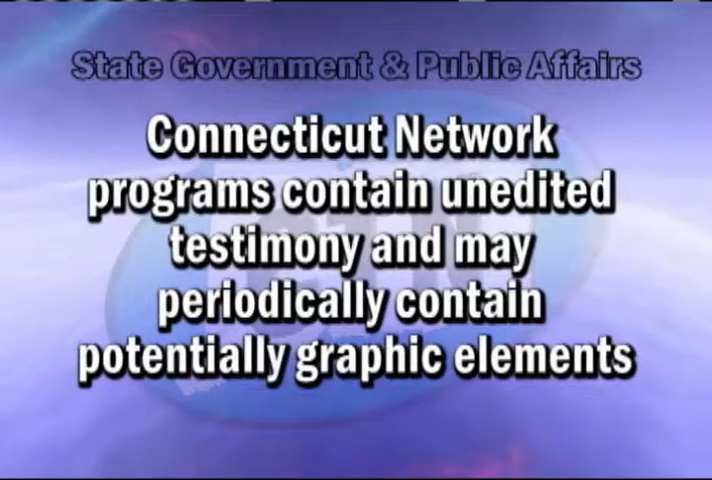 State Government & Public Affairs
Connecticut Network
programs contain unedited
testimony and may
periodically contain
potentially graphic elements